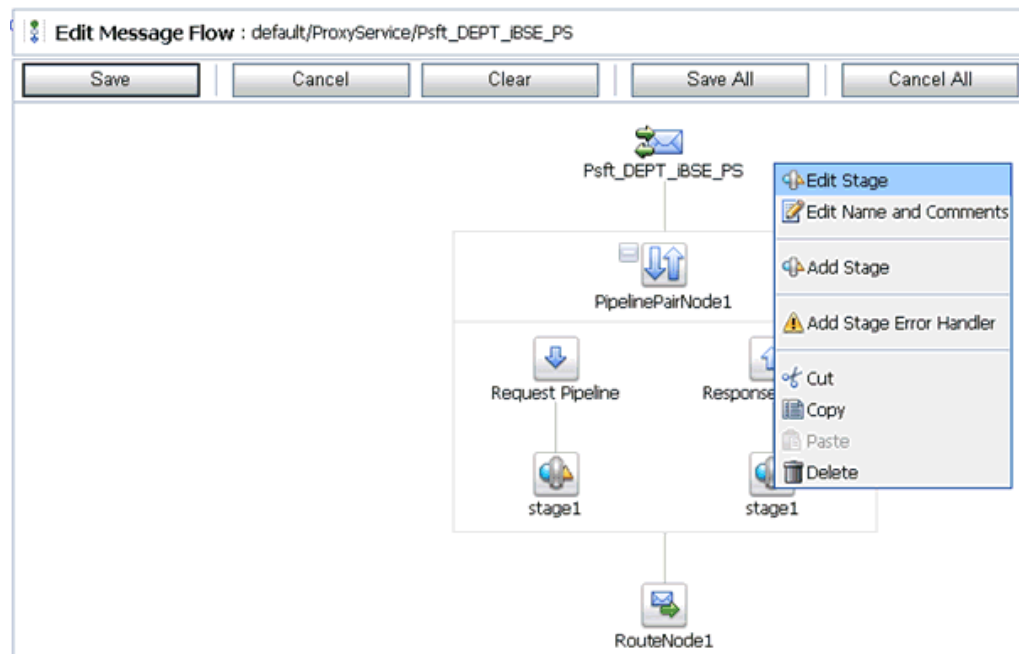 Edit Message Flow : default/ProxyService/Psft_DEPT_iBSE_PS
Save Cancel Clear Save All Cancel All
Psft_DEPT_iBSE_PS
Edit Stage
Edit Name and Comments
Add Stage
Add Stage Error Handler
Cut
Copy
Paste
Delete
PipelinePairNode1
Request Pipeline
Response
stage1
stage1
RouteNode1